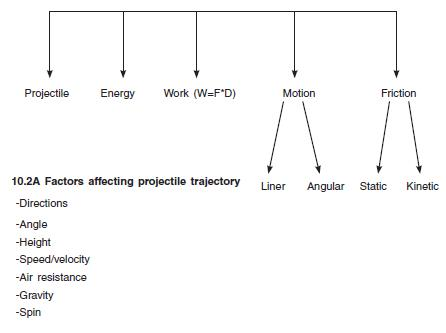 Projectile Energy Work (W=F*D) Motion Friction
Liner Angular Static Kinetic
10.2A Factors affecting projectile trajectory
-Directions
-Angle
-Height
-Speed/velocity
-Air resistance
-Gravity
-Spin